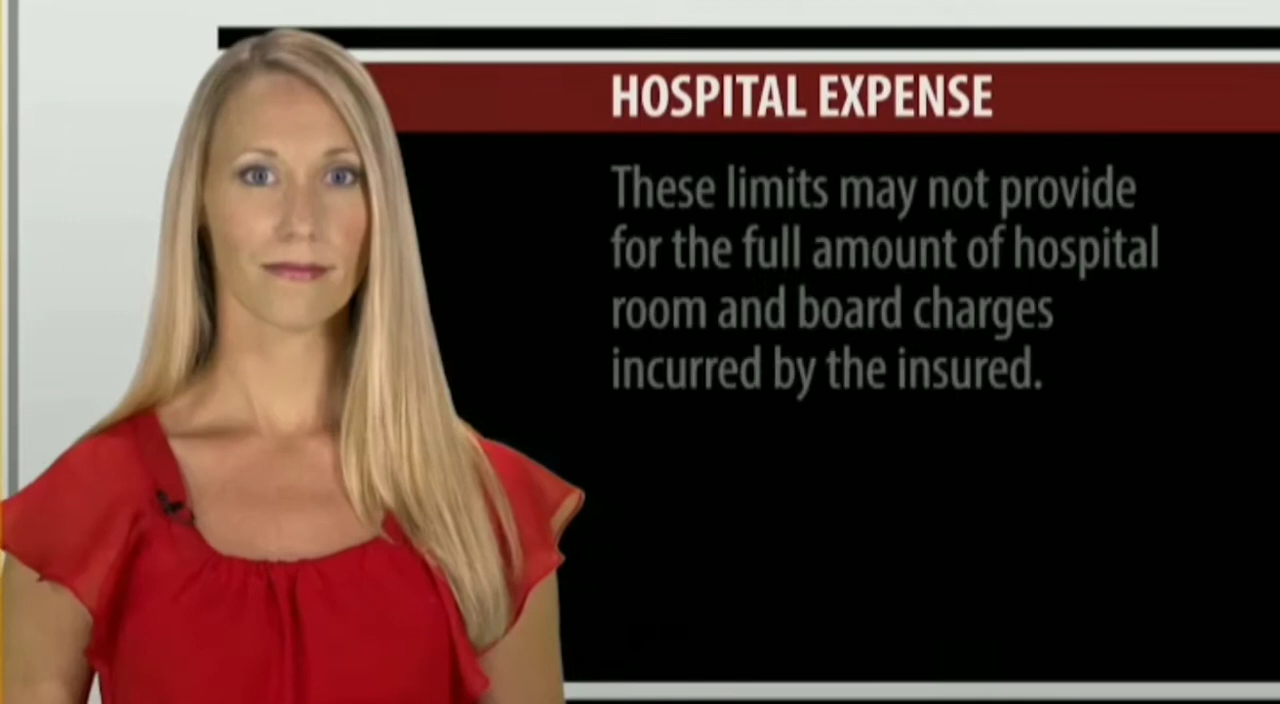 HOSPITAL EXPENSE
These limits may not provide
for the full amount of hospital
room and board charges
incurred by the insured.